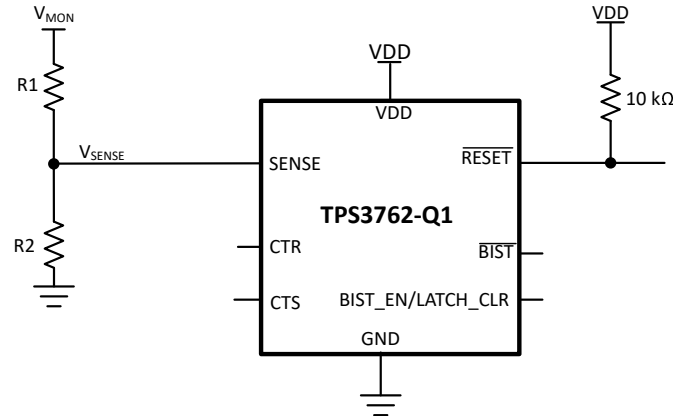 VMON
VDD
R1
VDD
10 kΩ
VDD
VSENSE
SENSE
RESET
TPS3762-Q1
R2
CTR
BIST
CTS
BIST_EN/LATCH_CLR
GND